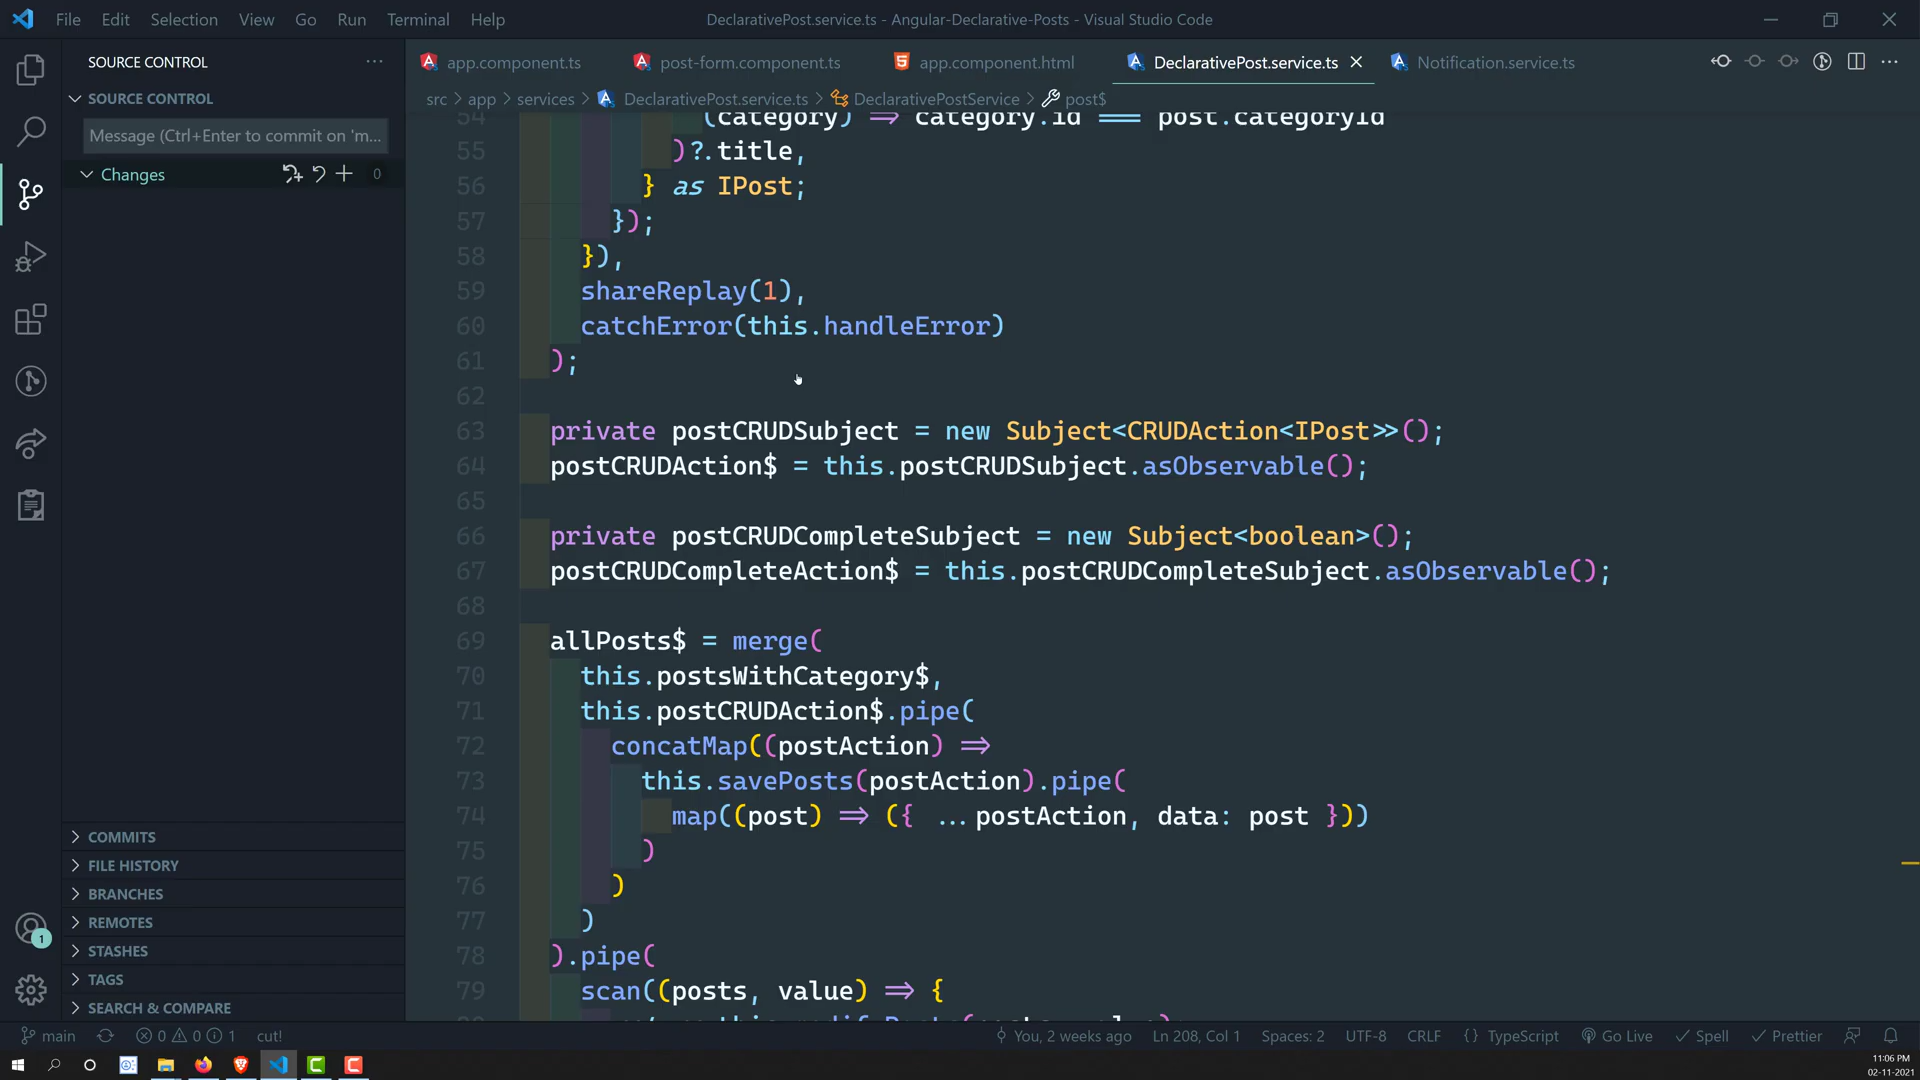 File Edit Selection View Go Run Terminal Help
DeclarativePost.service.ts - Angular-Declarative-Posts - Visual Studio Code
SOURCE CONTROL
SOURCE CONTROL
Message (Ctrl+Enter to commit on 'm...
Changes 0
COMMITS
FILE HISTORY
BRANCHES
REMOTES
STASHES
TAGS
SEARCH & COMPARE
1
app.component.ts post-form.component.ts app.component.html DeclarativePost.service.ts Notification.service.ts
src > app > services > DeclarativePost.service.ts > DeclarativePostService > post$
54 (category) => category.id === post.categoryId
55 )?.title,
56 } as IPost;
57 });
58 }),
59 shareReplay(1),
60 catchError(this.handleError)
61 );
62
63 private postCRUDSubject = new Subject<CRUDAction<IPost>>();
64 postCRUDAction$ = this.postCRUDSubject.asObservable();
65
66 private postCRUDCompleteSubject = new Subject<boolean>();
67 postCRUDCompleteAction$ = this.postCRUDCompleteSubject.asObservable();
68
69 allPosts$ = merge(
70 this.postsWithCategory$,
71 this.postCRUDAction$.pipe(
72 concatMap((postAction) =>
73 this.savePosts(postAction).pipe(
74 map((post) => ({ ...postAction, data: post }))
75 )
76 )
77 )
78 ).pipe(
79 scan((posts, value) => {
main 0 0 1 cut! You, 2 weeks ago Ln 208, Col 1 Spaces: 2 UTF-8 CRLF {} TypeScript Go Live Spell Prettier
11:06 PM
02-11-2021